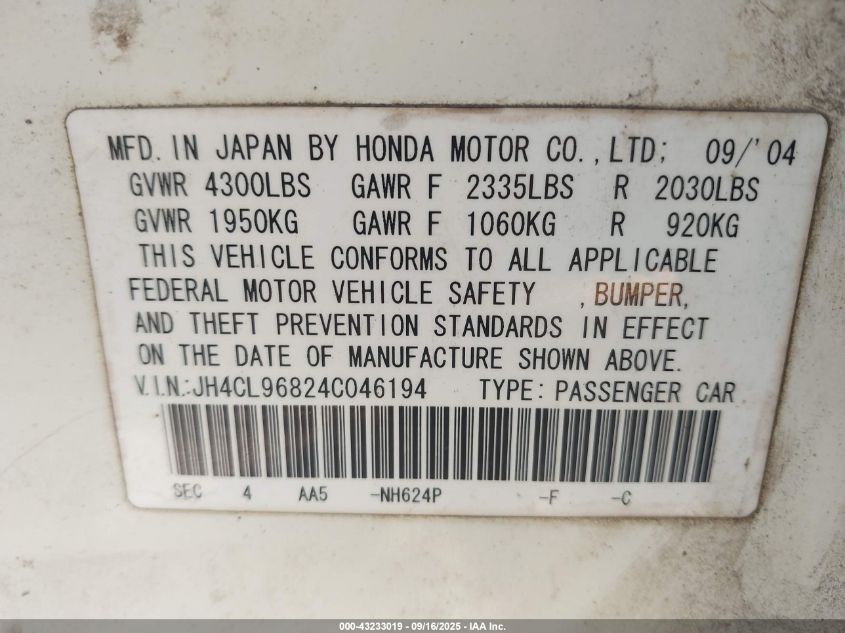 MFD. IN JAPAN BY HONDA MOTOR CO., LTD; 09/'04
GVWR 4300LBS GAWR F 2335LBS R 2030LBS
GVWR 1950KG GAWR F 1060KG R 920KG
THIS VEHICLE CONFORMS TO ALL APPLICABLE
FEDERAL MOTOR VEHICLE SAFETY , BUMPER,
AND THEFT PREVENTION STANDARDS IN EFFECT
ON THE DATE OF MANUFACTURE SHOWN ABOVE.
V.I.N.:JH4CL96824C046194 TYPE: PASSENGER CAR
SEC 4 AA5 -NH624P -F -C
000-43233019 - 09/16/2025 - IAA Inc.